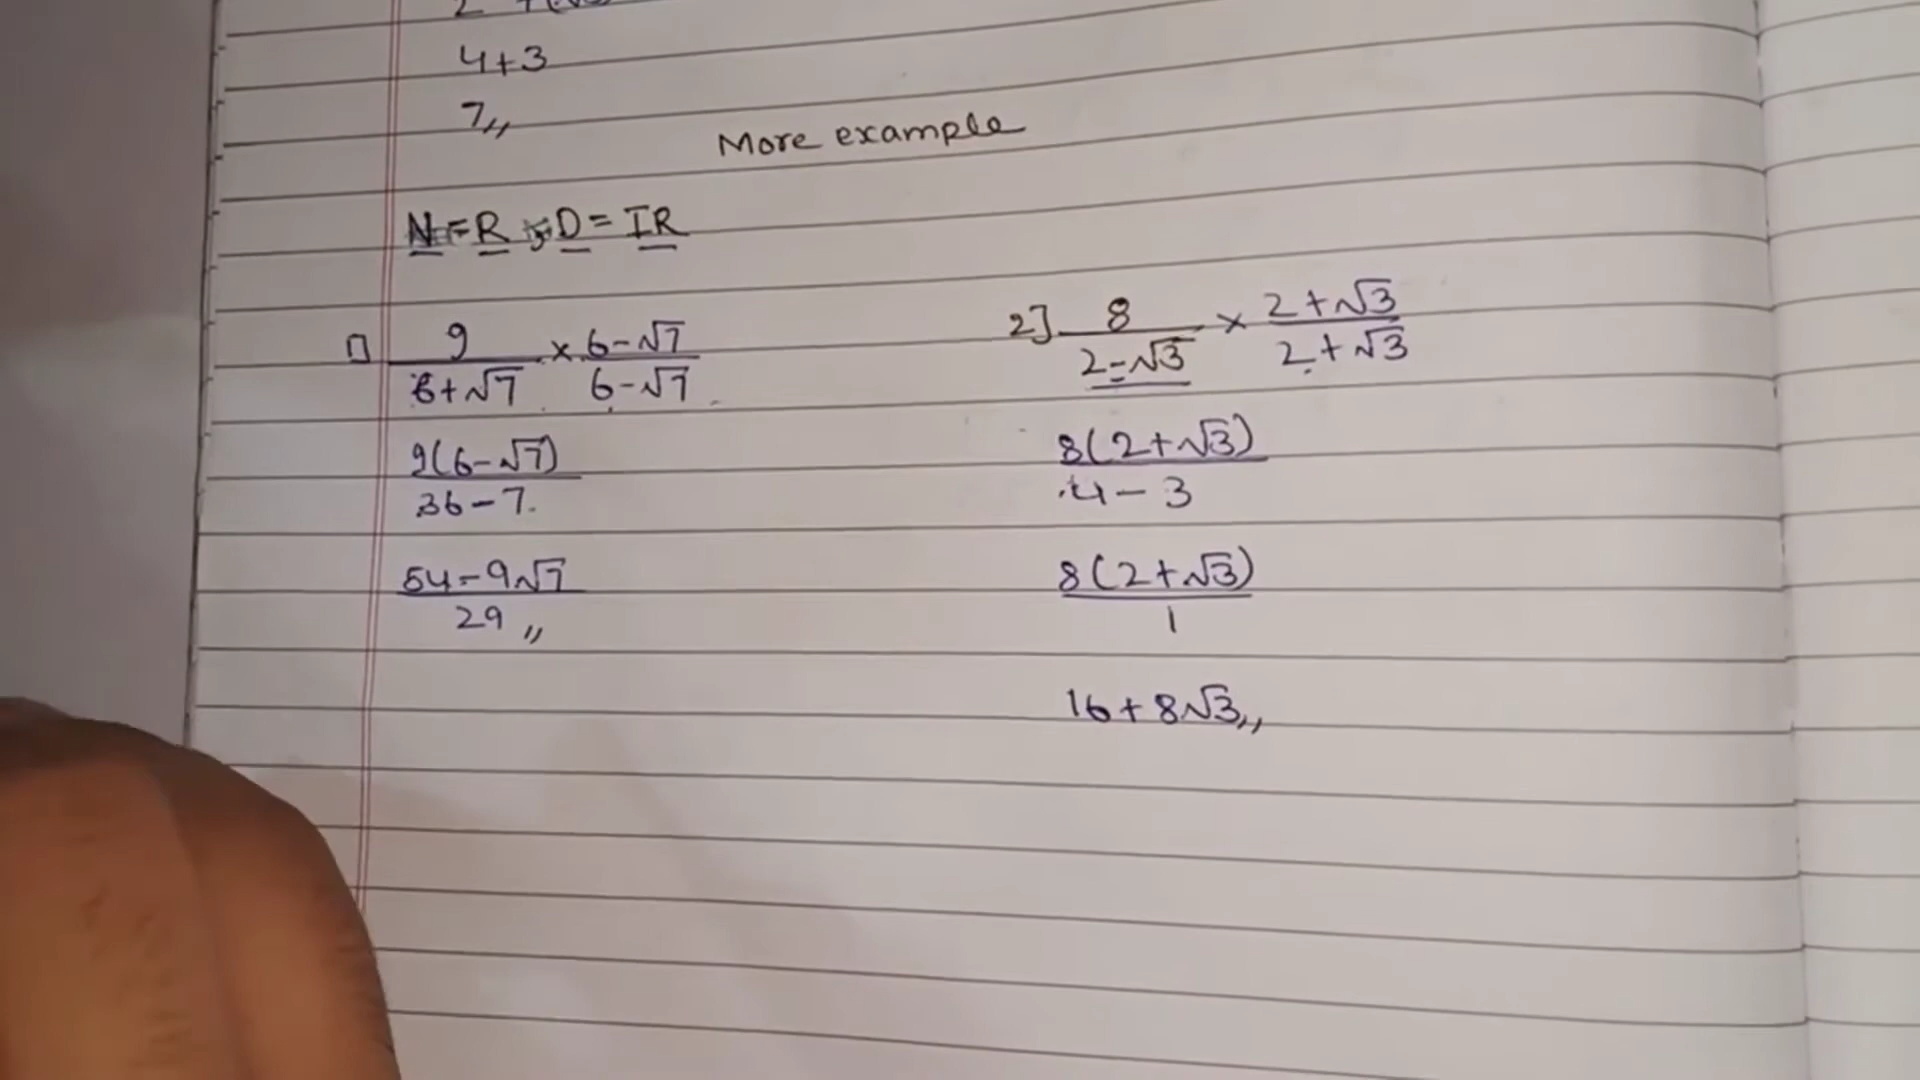 4+3
7,,
More example
N=R ; D = IR
1] 9/(6+√7) × (6-√7)/(6-√7)
9(6-√7)/(36-7)
(54-9√7)/29 ,,
2] 8/(2-√3) × (2+√3)/(2+√3)
8(2+√3)/(4-3)
8(2+√3)/1
16+8√3,,